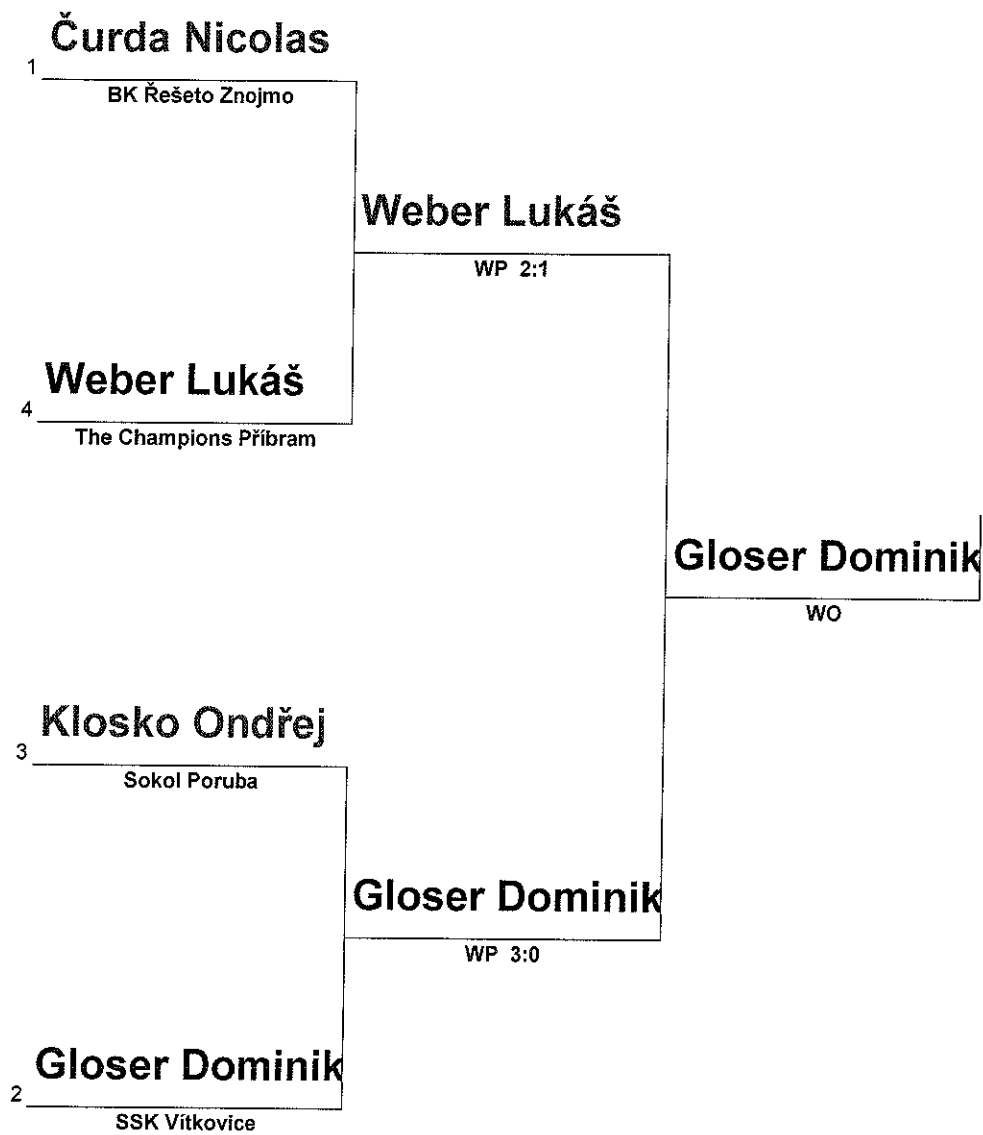 Čurda Nicolas
1
BK Řešeto Znojmo
Weber Lukáš
WP 2:1
Weber Lukáš
4
The Champions Příbram
Gloser Dominik
WO
Klosko Ondřej
3
Sokol Poruba
Gloser Dominik
WP 3:0
Gloser Dominik
2
SSK Vítkovice